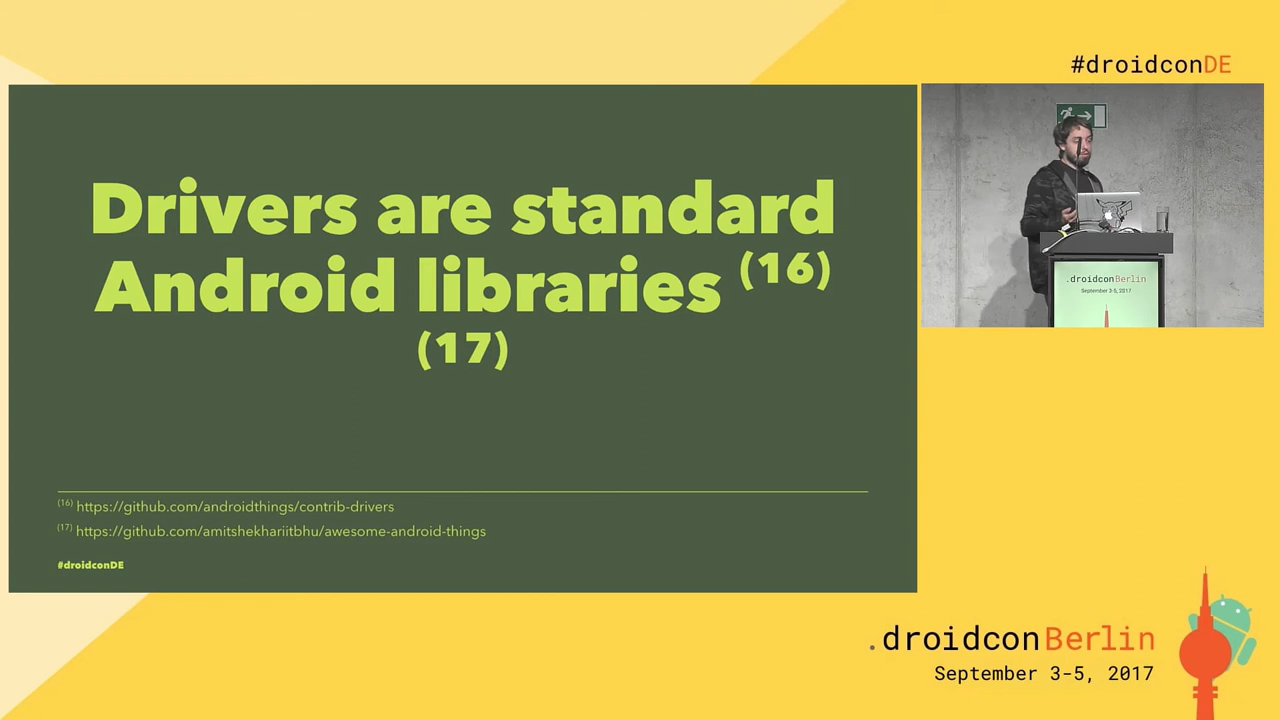 #droidconDE
Drivers are standard
Android libraries (16)
(17)
(16) https://github.com/androidthings/contrib-drivers
(17) https://github.com/amitshekhariitbhu/awesome-android-things
#droidconDE
.droidconBerlin
September 3-5, 2017
.droidconBerlin
September 3-5, 2017